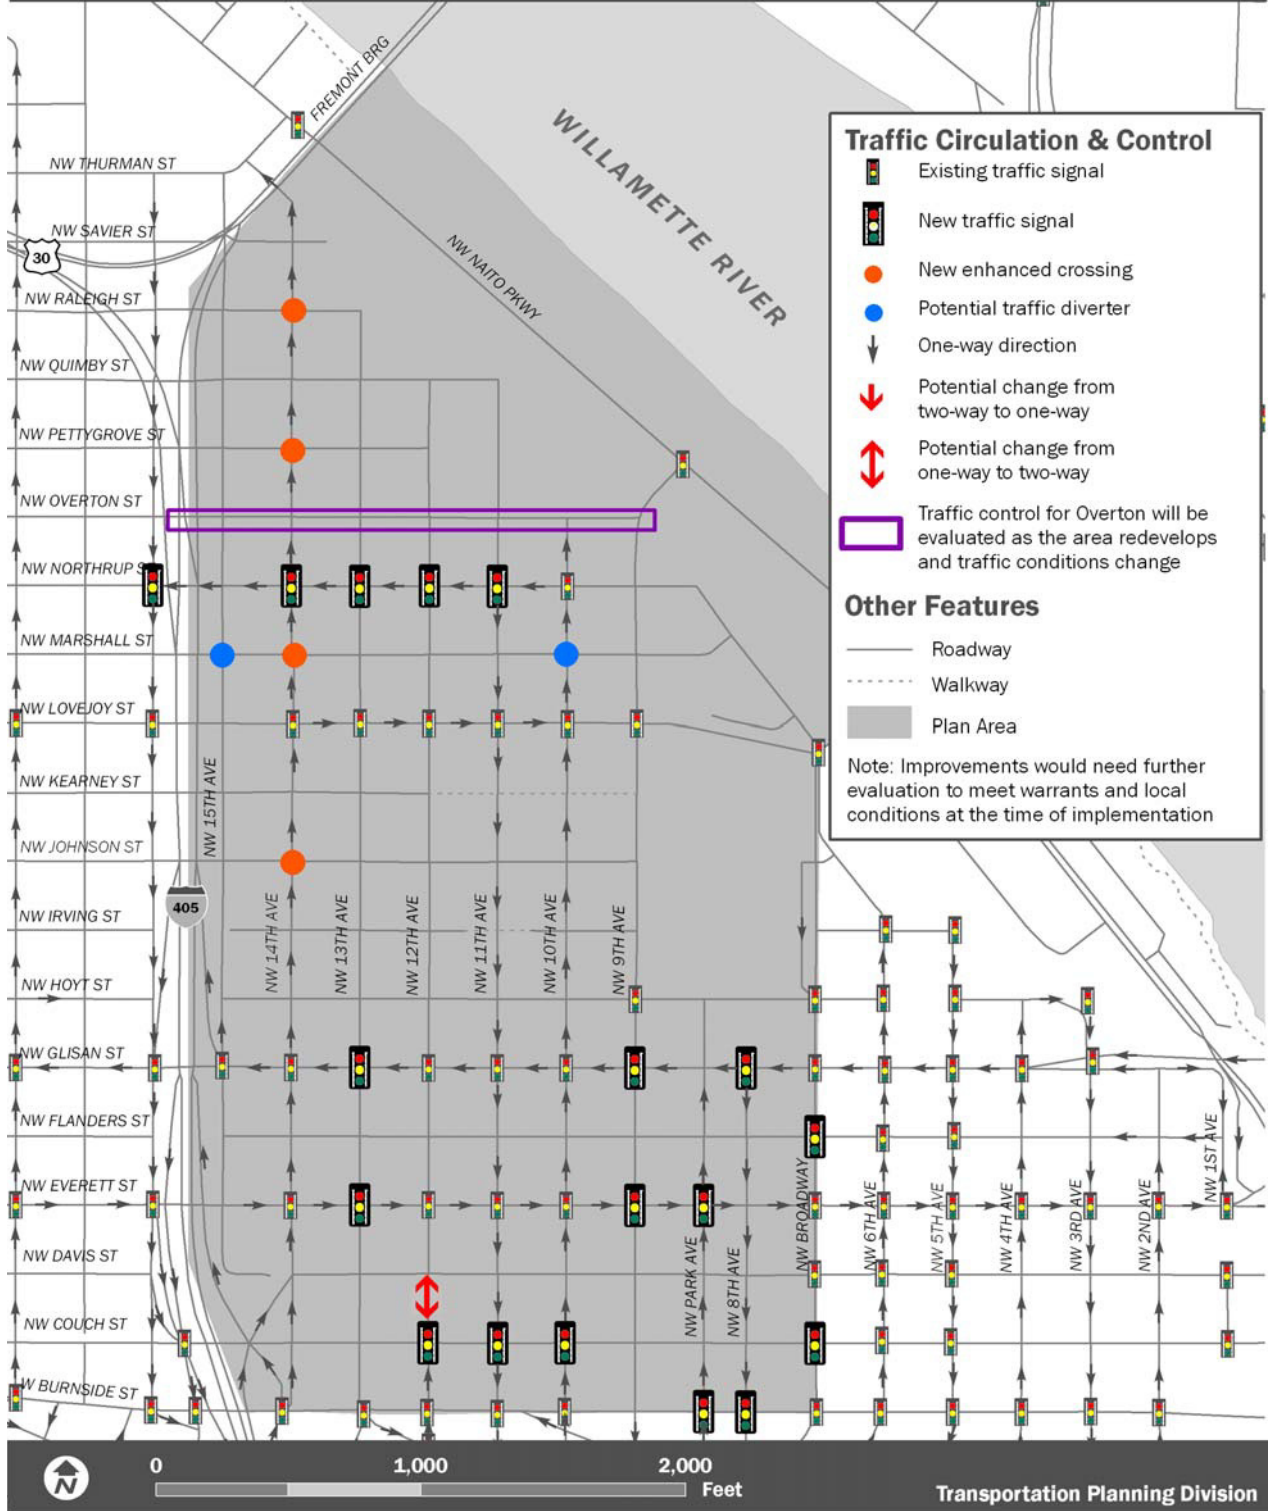 FREMONT BRG
WILLAMETTE RIVER
NW NAITO PKWY
NW THURMAN ST
NW SAVIER ST
30
NW RALEIGH ST
NW QUIMBY ST
NW PETTYGROVE ST
NW OVERTON ST
NW NORTHRUP S
NW MARSHALL ST
NW LOVEJOY ST
NW KEARNEY ST
NW JOHNSON ST
405
NW IRVING ST
NW HOYT ST
NW GLISAN ST
NW FLANDERS ST
NW EVERETT ST
NW DAVIS ST
NW COUCH ST
W BURNSIDE ST
NW 15TH AVE
NW 14TH AVE
NW 13TH AVE
NW 12TH AVE
NW 11TH AVE
NW 10TH AVE
NW 9TH AVE
NW PARK AVE
NW 8TH AVE
NW BROADWAY
NW 6TH AVE
NW 5TH AVE
NW 4TH AVE
NW 3RD AVE
NW 2ND AVE
NW 1ST AVE
Traffic Circulation & Control
Existing traffic signal
New traffic signal
New enhanced crossing
Potential traffic diverter
One-way direction
Potential change from
two-way to one-way
Potential change from
one-way to two-way
Traffic control for Overton will be
evaluated as the area redevelops
and traffic conditions change
Other Features
Roadway
Walkway
Plan Area
Note: Improvements would need further
evaluation to meet warrants and local
conditions at the time of implementation
N
0 1,000 2,000
Feet
Transportation Planning Division